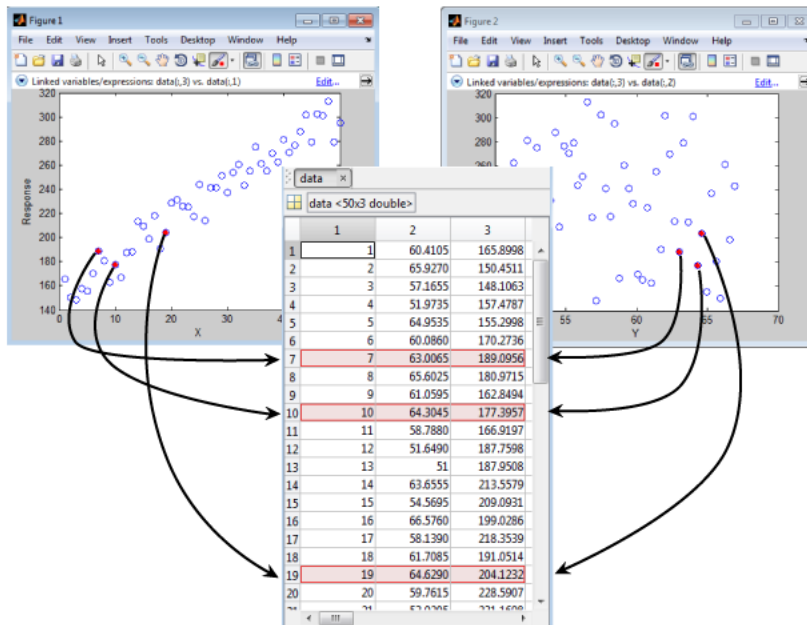 Figure 1
File Edit View Insert Tools Desktop Window Help
Linked variables/expressions: data(:,3) vs. data(:,1) Edit...
320
300
280
260
240
220
200
180
160
140
Response
0 10 20 30
X
Figure 2
File Edit View Insert Tools Desktop Window Help
Linked variables/expressions: data(:,3) vs. data(:,2) Edit...
320
300
280
260
55 60 65 70
Y
data ×
data <50x3 double>
1 2 3
1 1 60.4105 165.8998
2 2 65.9270 150.4511
3 3 57.1655 148.1063
4 4 51.9735 157.4787
5 5 64.9535 155.2998
6 6 60.0860 170.2736
7 7 63.0065 189.0956
8 8 65.6025 180.9715
9 9 61.0595 162.8494
10 10 64.3045 177.3957
11 11 58.7880 166.9197
12 12 51.6490 187.7598
13 13 51 187.9508
14 14 63.6555 213.5579
15 15 54.5695 209.0931
16 16 66.5760 199.0286
17 17 58.1390 218.3539
18 18 61.7085 191.0514
19 19 64.6290 204.1232
20 20 59.7615 228.5907